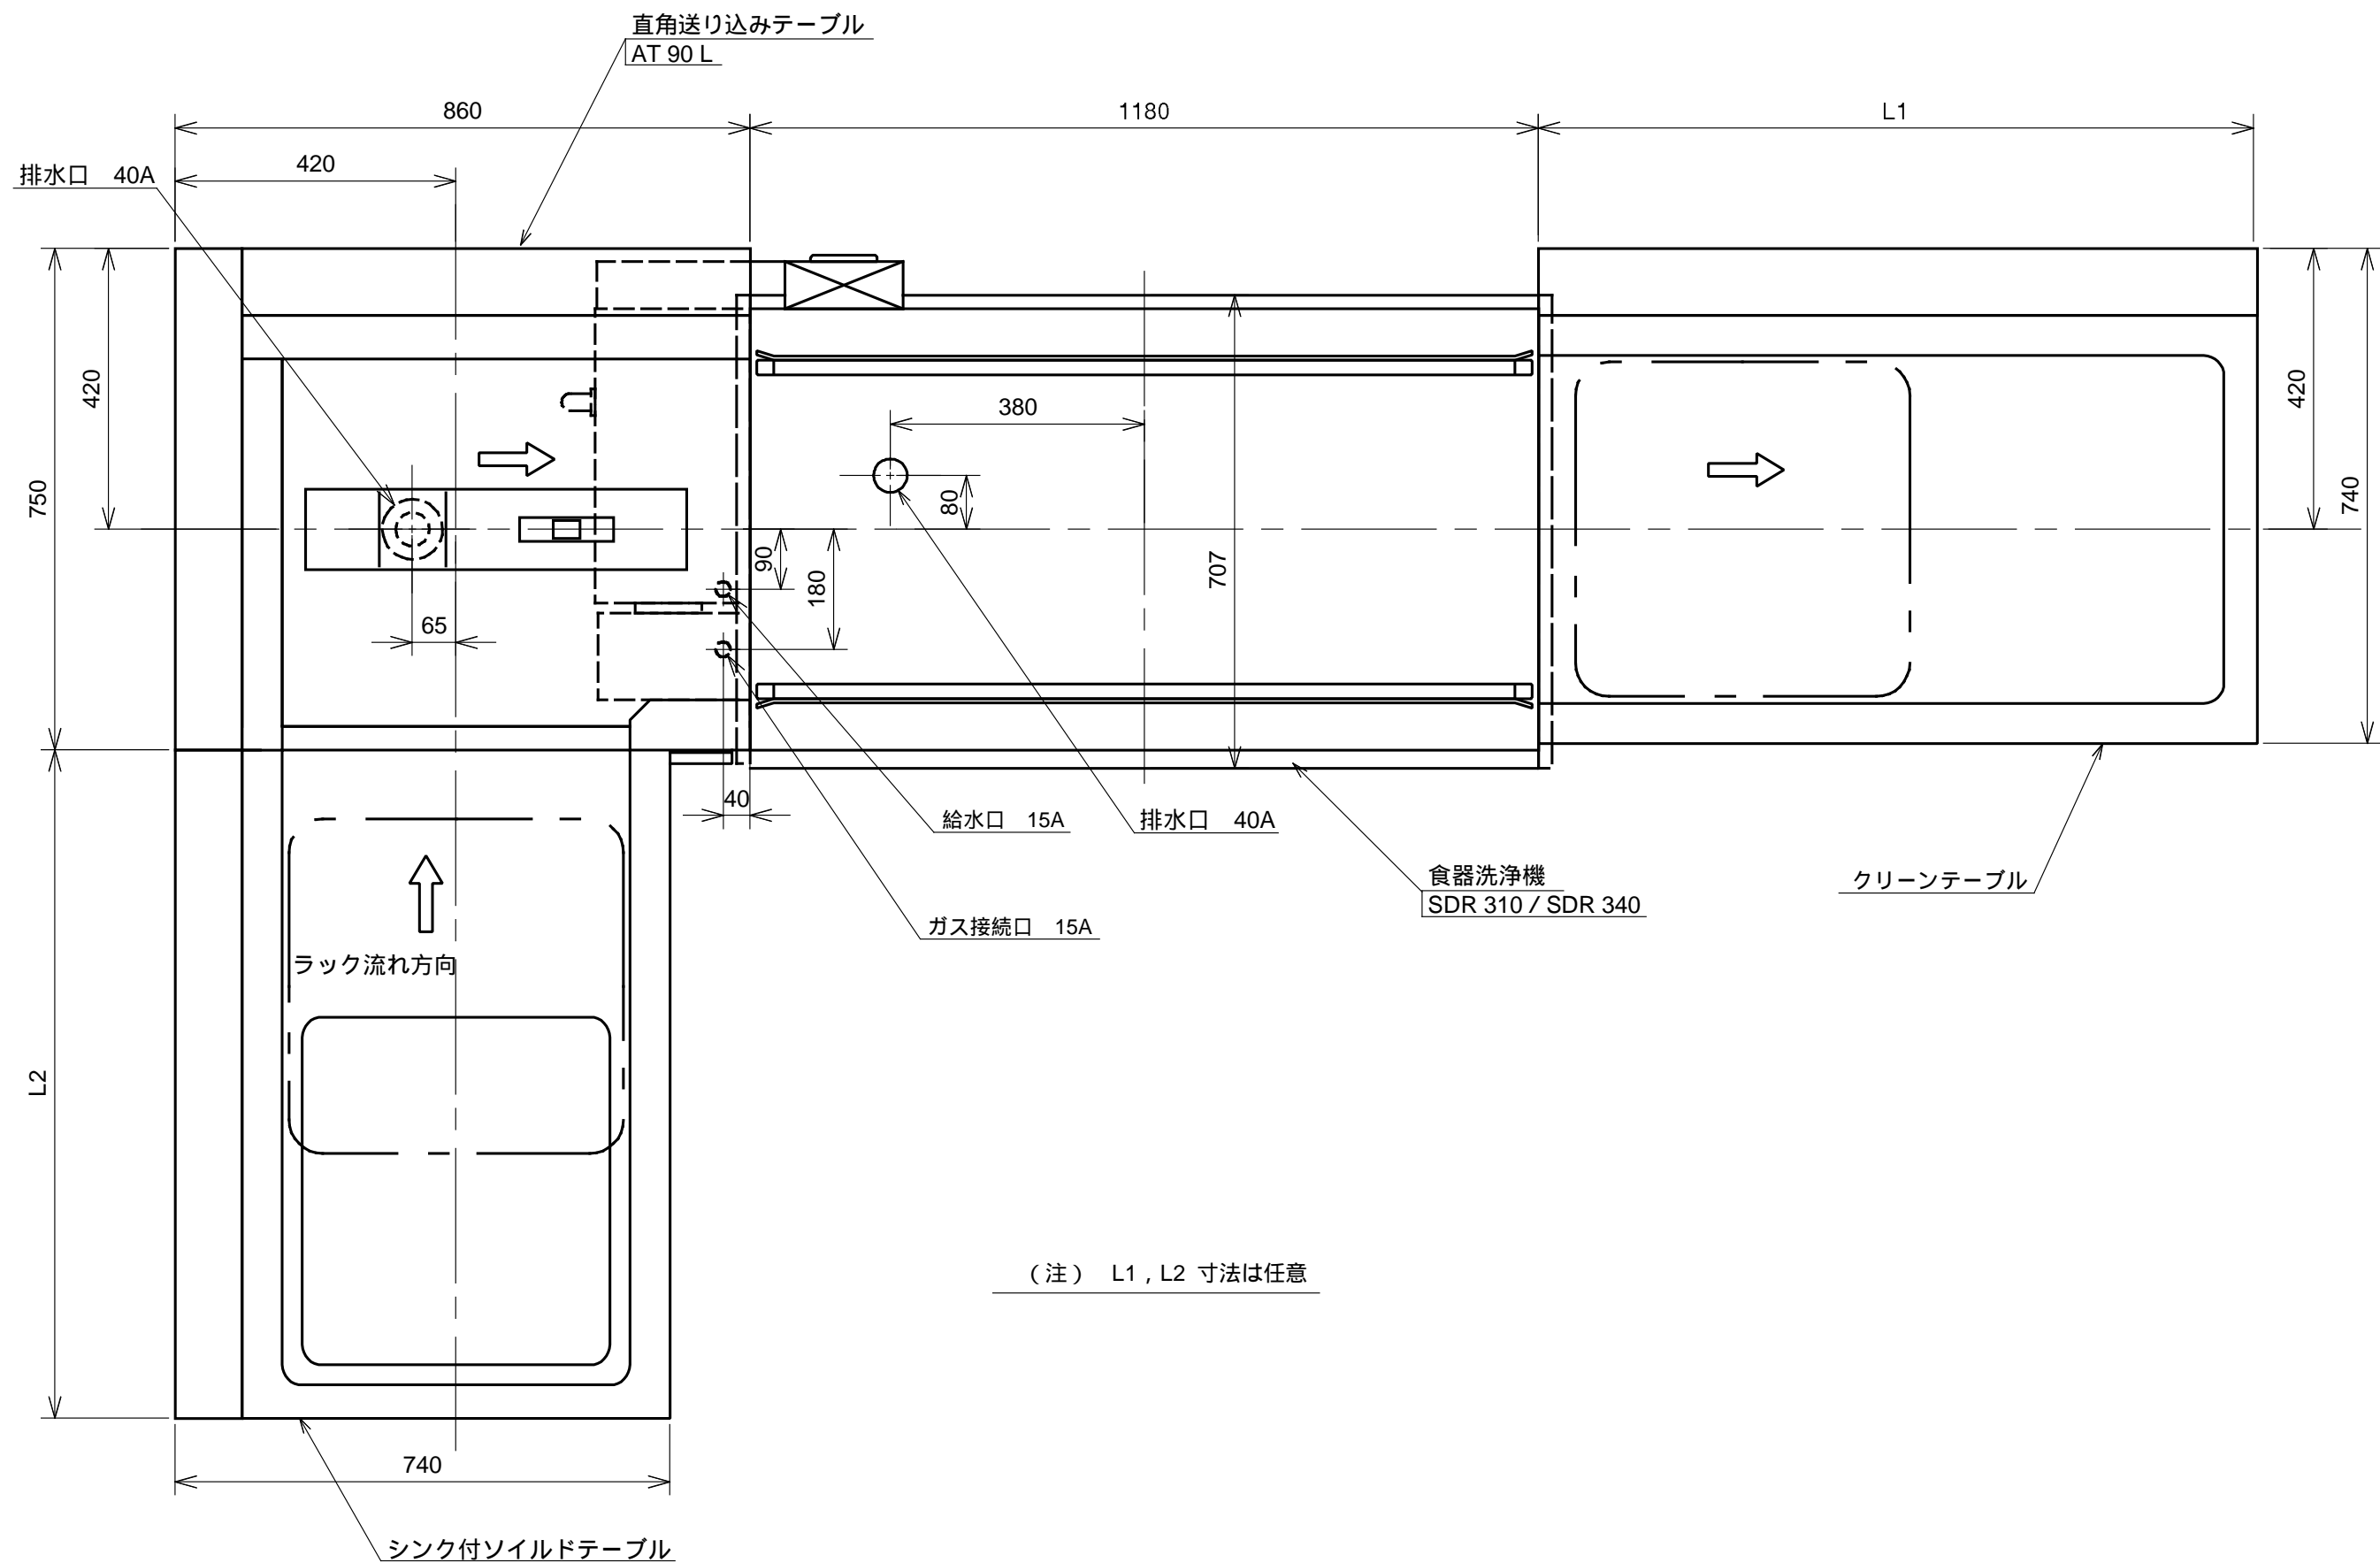 直角送り込みテーブル
AT 90 L
860
1180
L1
420
排水口 40A
750
420
380
80
90
180
707
65
40
420
740
給水口 15A
排水口 40A
ガス接続口 15A
食器洗浄機
SDR 310 / SDR 340
クリーンテーブル
ラック流れ方向
L2
(注) L1 , L2 寸法は任意
740
シンク付ソイルドテーブル